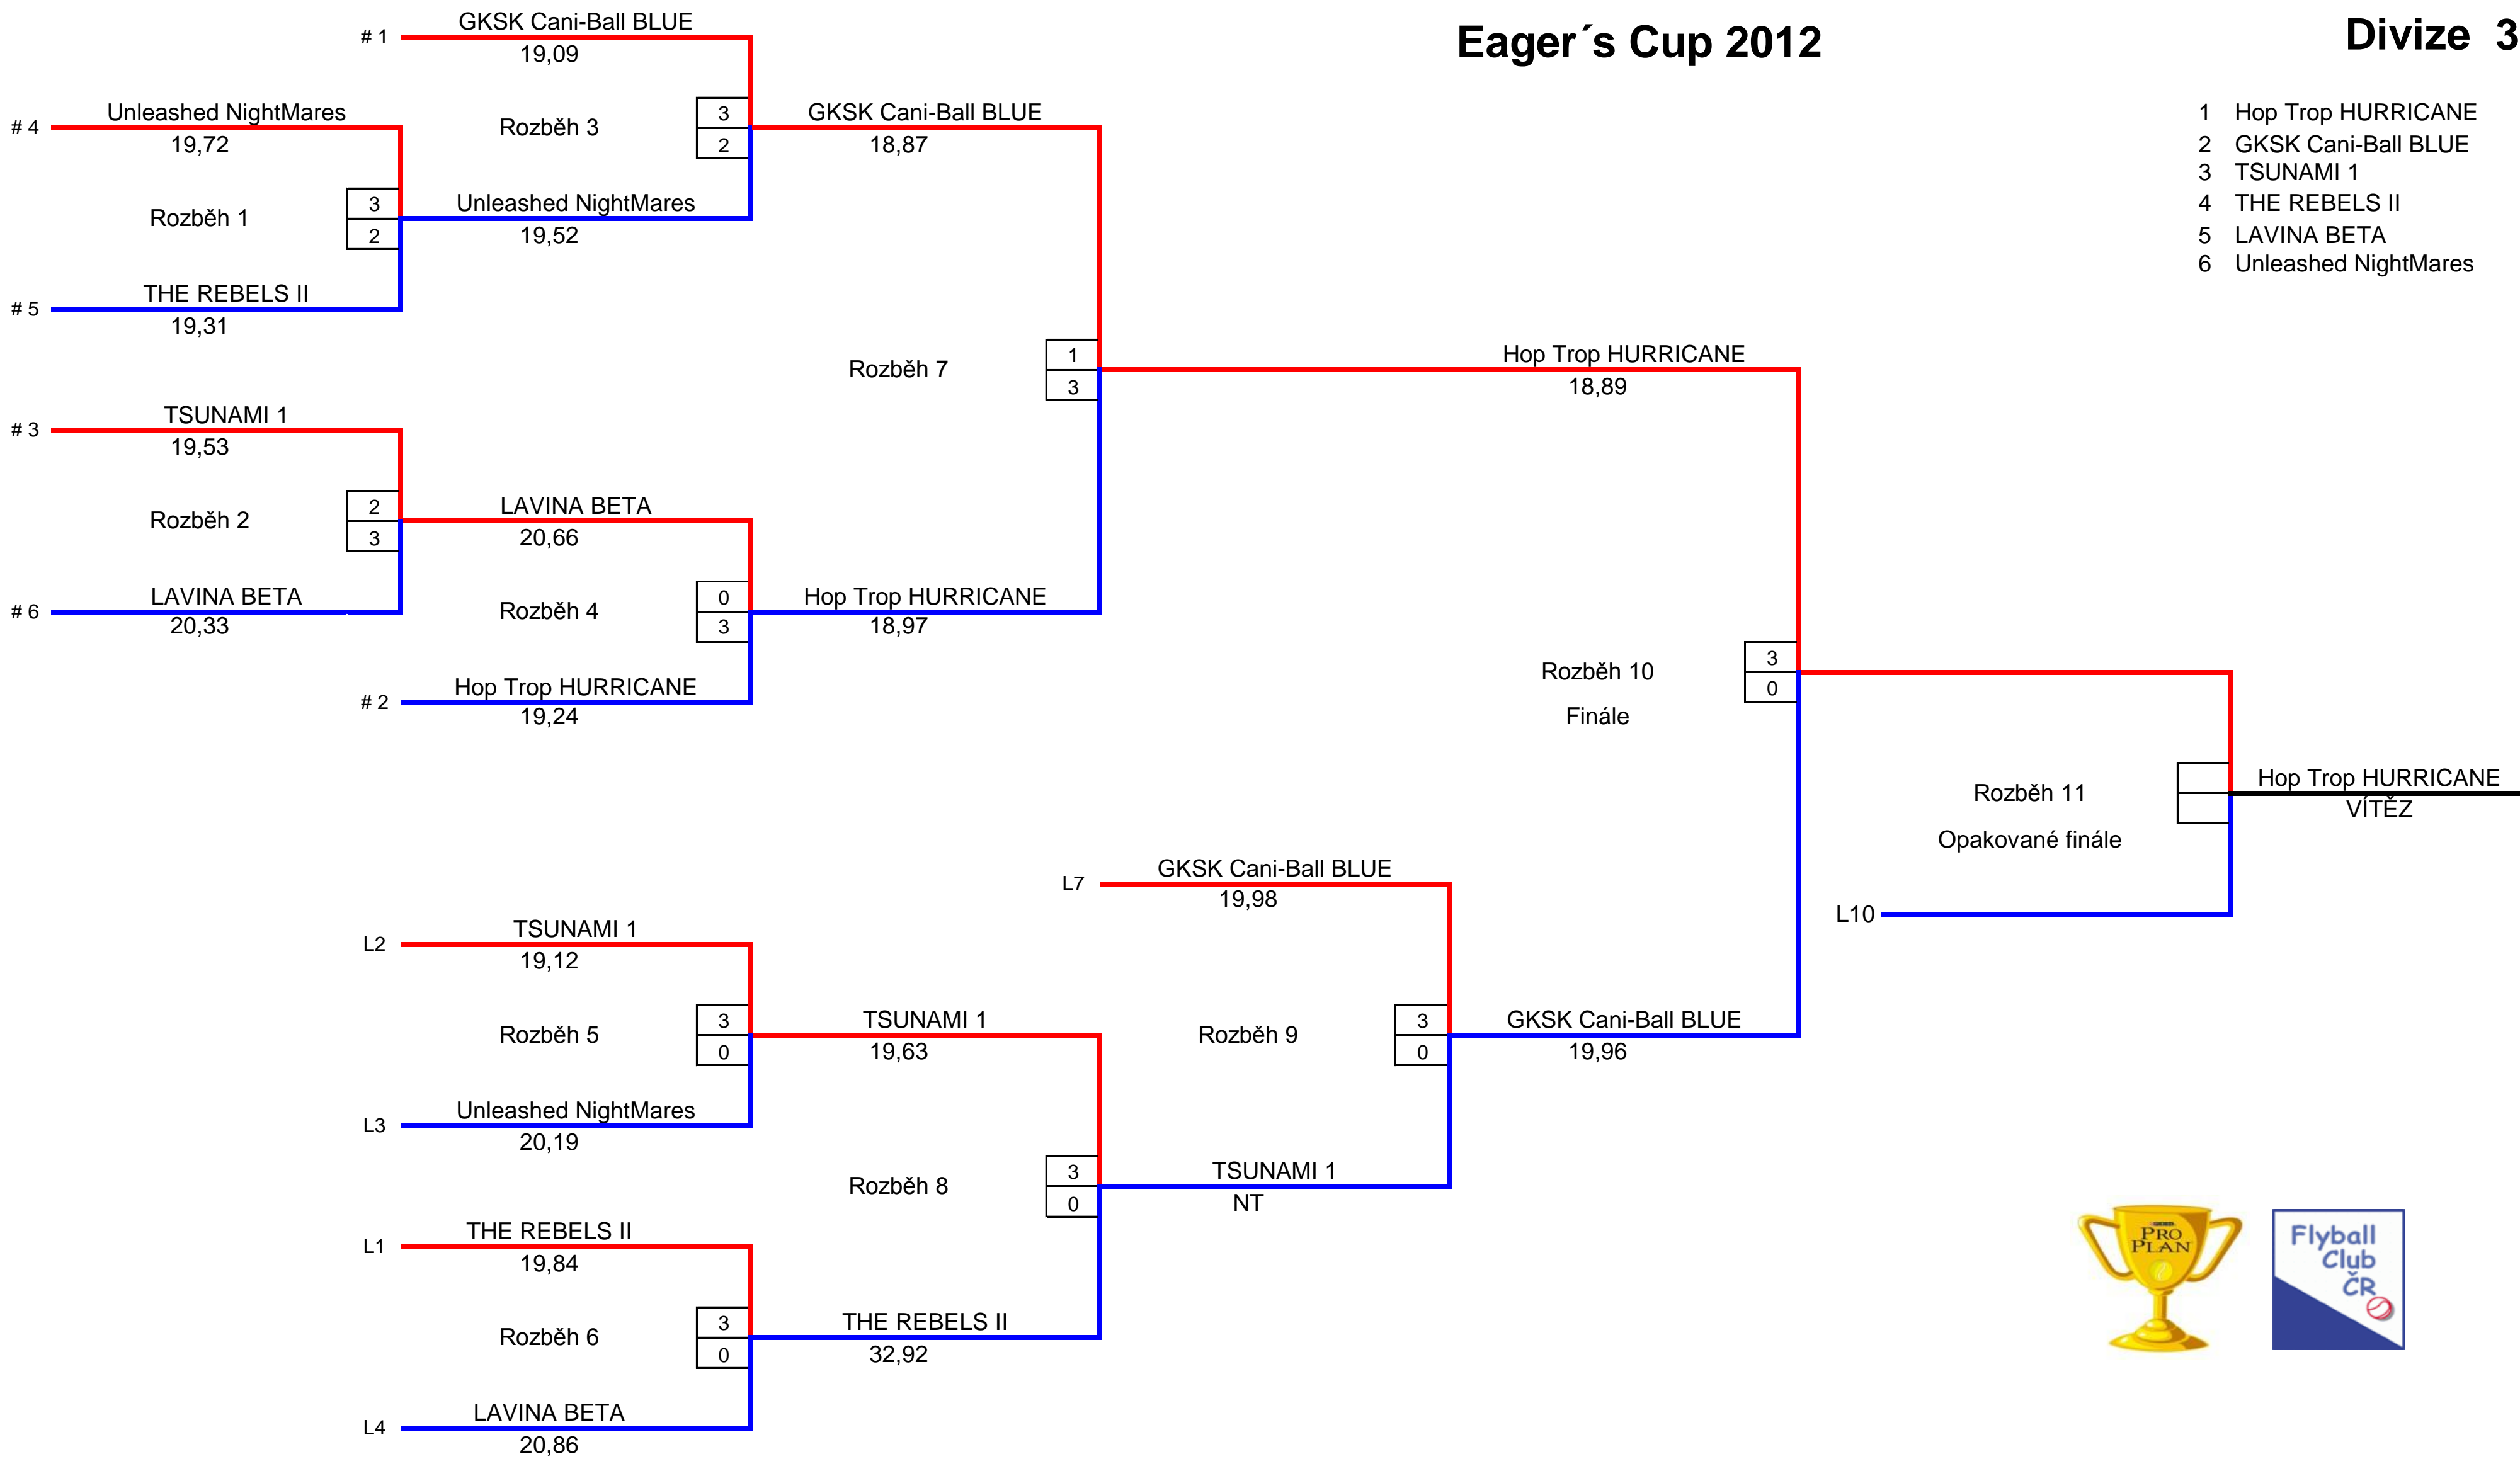 Eager´s Cup 2012
Divize 3
1 Hop Trop HURRICANE
2 GKSK Cani-Ball BLUE
3 TSUNAMI 1
4 THE REBELS II
5 LAVINA BETA
6 Unleashed NightMares
# 1
GKSK Cani-Ball BLUE
19,09
# 4
Unleashed NightMares
19,72
Rozběh 3
3
2
GKSK Cani-Ball BLUE
18,87
Rozběh 1
3
2
Unleashed NightMares
19,52
# 5
THE REBELS II
19,31
Rozběh 7
1
3
Hop Trop HURRICANE
18,89
# 3
TSUNAMI 1
19,53
Rozběh 2
2
3
LAVINA BETA
20,66
# 6
LAVINA BETA
20,33
Rozběh 4
0
3
Hop Trop HURRICANE
18,97
# 2
Hop Trop HURRICANE
19,24
Rozběh 10
Finále
3
0
Rozběh 11
Opakované finále
Hop Trop HURRICANE
VÍTĚZ
L10
L7
GKSK Cani-Ball BLUE
19,98
L2
TSUNAMI 1
19,12
Rozběh 5
3
0
TSUNAMI 1
19,63
Rozběh 9
3
0
GKSK Cani-Ball BLUE
19,96
L3
Unleashed NightMares
20,19
Rozběh 8
3
0
TSUNAMI 1
NT
L1
THE REBELS II
19,84
Rozběh 6
3
0
THE REBELS II
32,92
L4
LAVINA BETA
20,86
PRO
PLAN
Flyball
Club
ČR